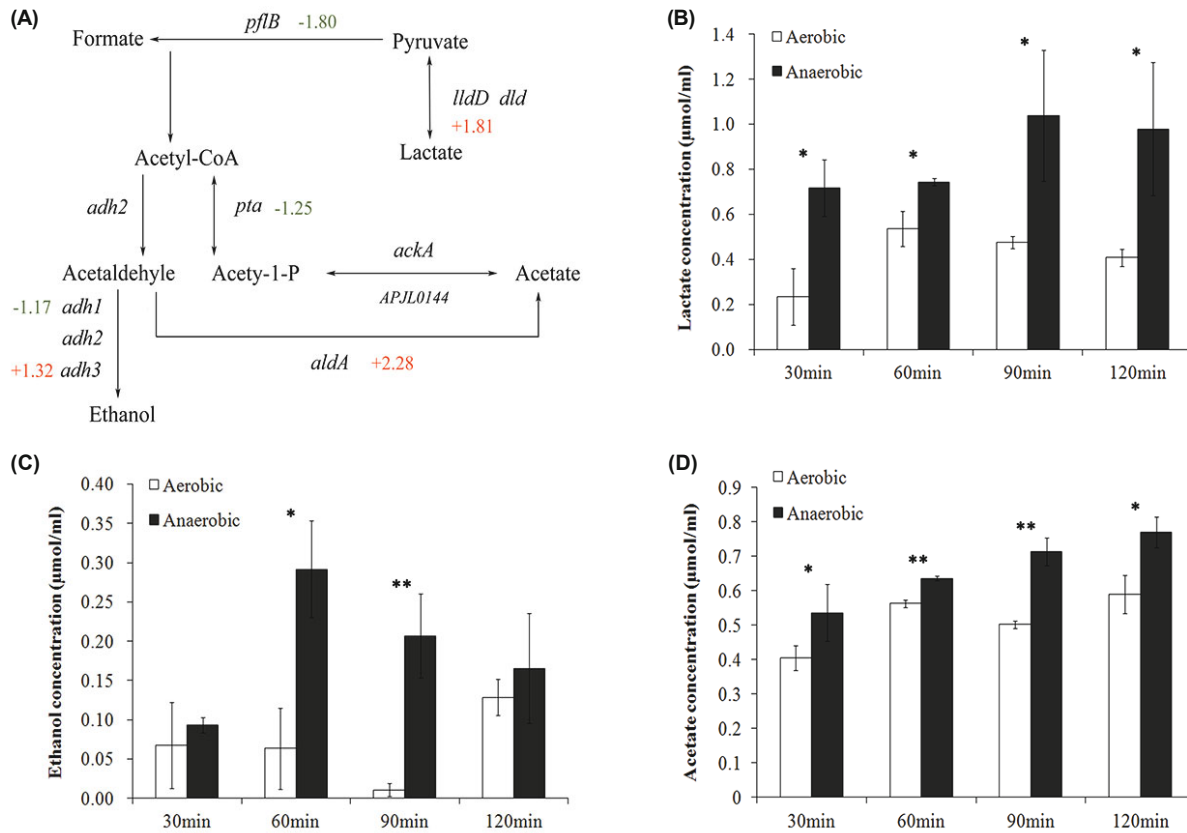 (A)
pflB -1.80
Formate
Pyruvate
lldD dld
+1.81
Lactate
Acetyl-CoA
adh2
pta -1.25
ackA
Acetaldehyle
Acety-1-P
Acetate
APJL0144
-1.17 adh1
adh2
+1.32 adh3
aldA +2.28
Ethanol
(B)
Lactate concentration (µmol/ml)
1.4
1.2
1.0
0.8
0.6
0.4
0.2
0.0
Aerobic
Anaerobic
*
*
*
*
30min
60min
90min
120min
(C)
Ethanol concentration (µmol/ml)
0.40
0.35
0.30
0.25
0.20
0.15
0.10
0.05
0.00
Aerobic
Anaerobic
*
**
30min
60min
90min
120min
(D)
Acetate concentration (µmol/ml)
0.9
0.8
0.7
0.6
0.5
0.4
0.3
0.2
0.1
0
Aerobic
Anaerobic
*
**
**
*
30min
60min
90min
120min